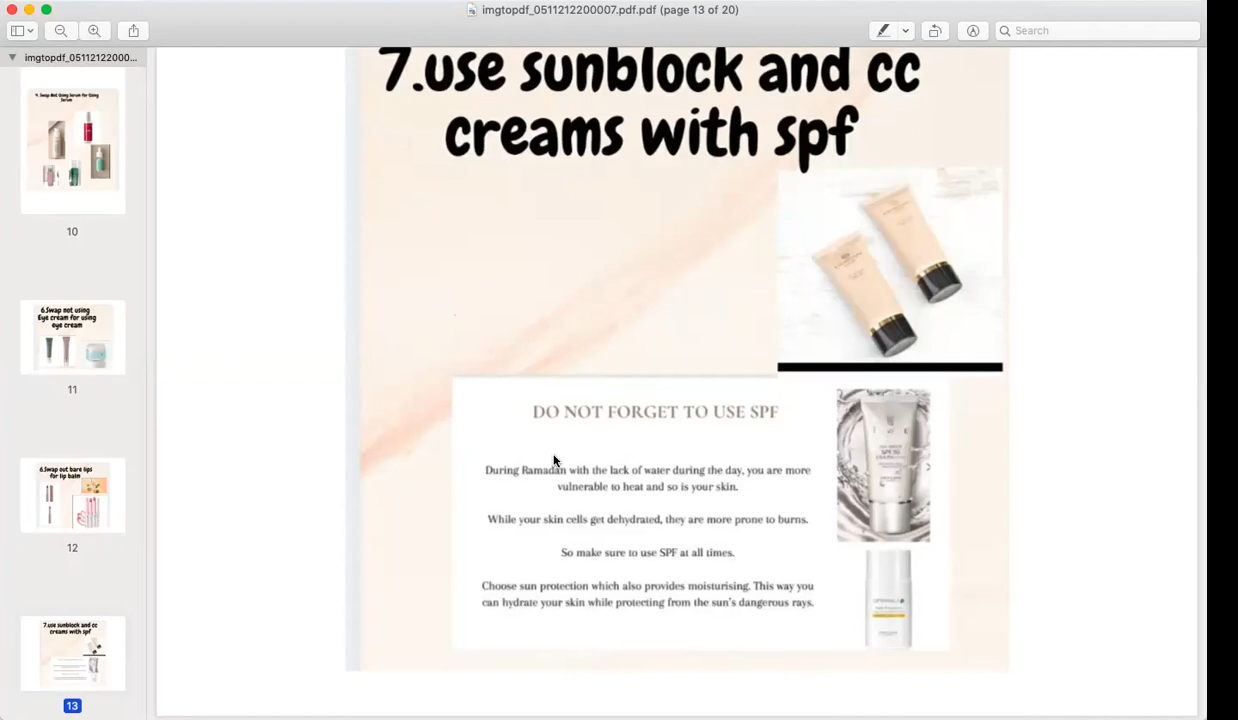 imgtopdf_0511212200007.pdf.pdf (page 13 of 20)
Search
imgtopdf_05112122000...
10
6.Swap not using
Eye cream for using
eye cream
11
6.Swap out bare lips
for lip balm
12
7.use sunblock and cc
creams with spf
13
7.use sunblock and cc
creams with spf
DO NOT FORGET TO USE SPF
During Ramadan with the lack of water during the day, you are more
vulnerable to heat and so is your skin.
While your skin cells get dehydrated, they are more prone to burns.
So make sure to use SPF at all times.
Choose sun protection which also provides moisturising. This way you
can hydrate your skin while protecting from the sun's dangerous rays.